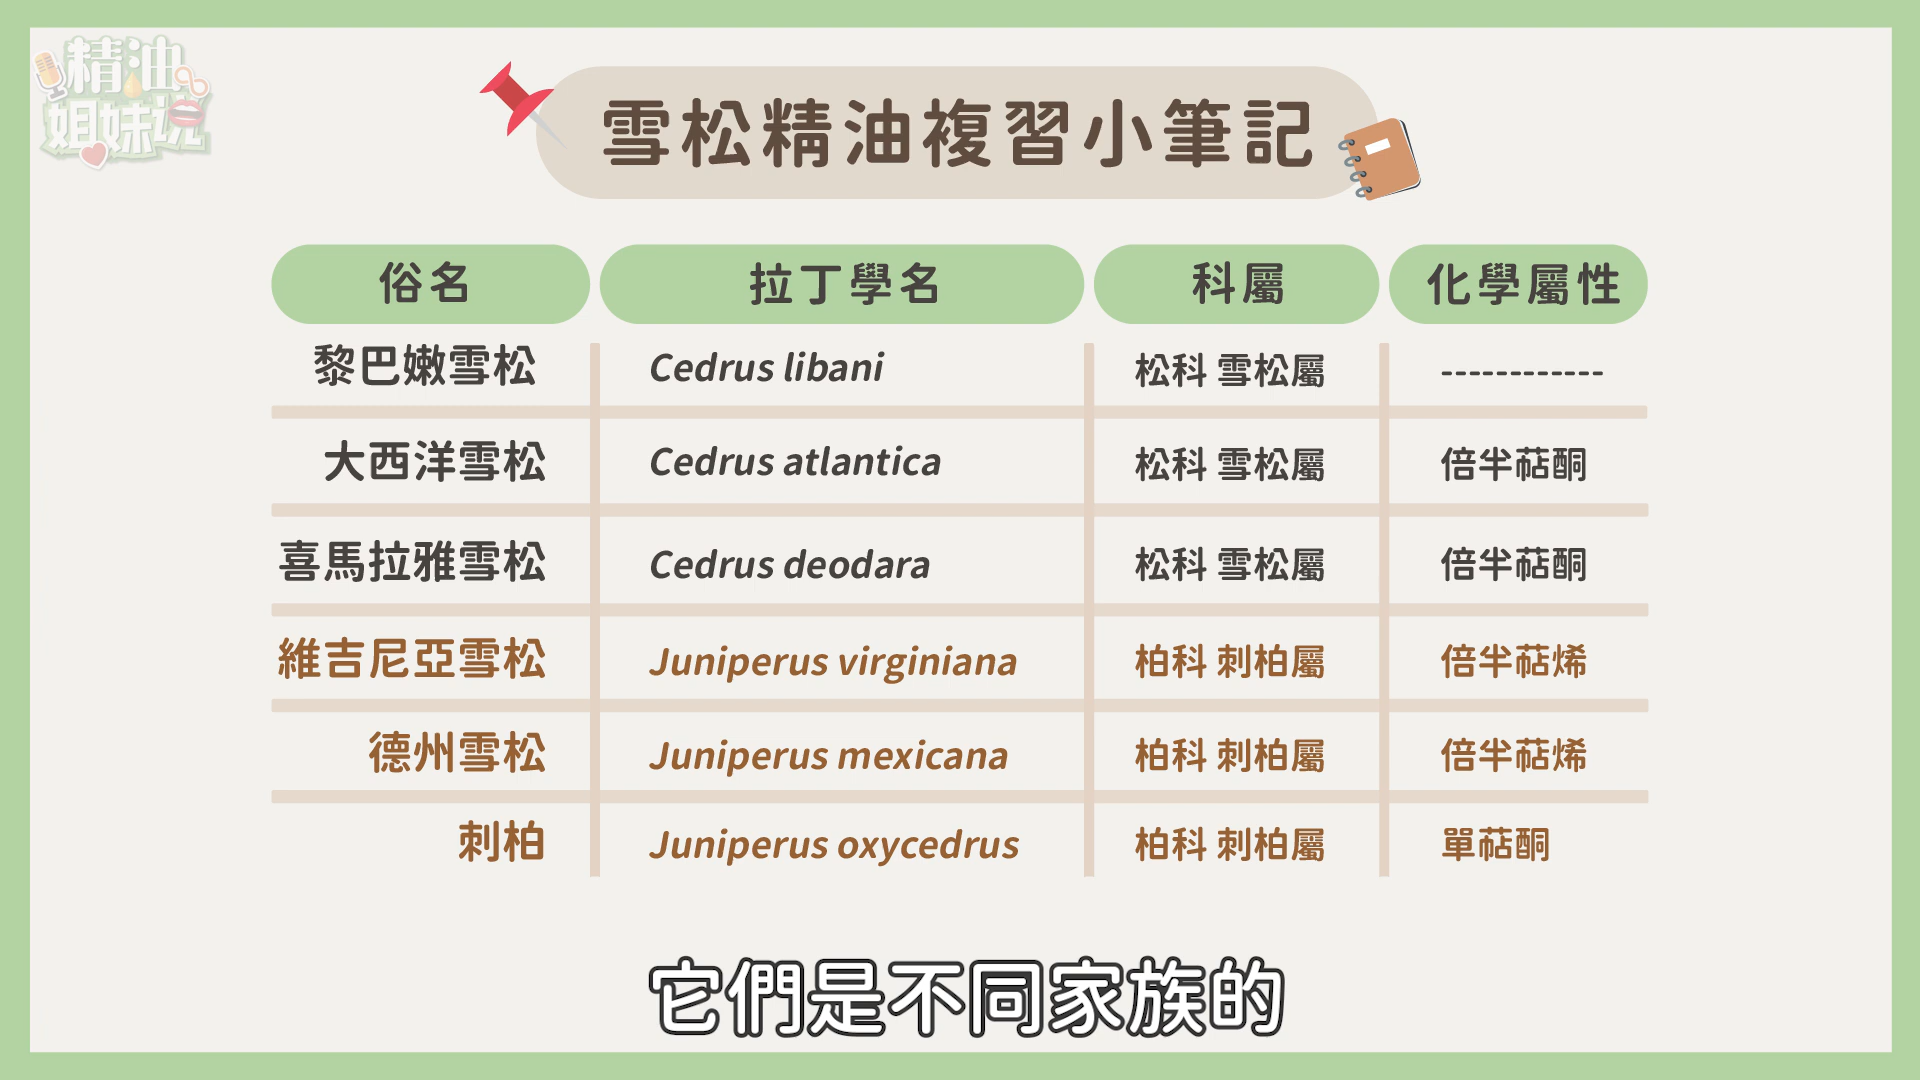 精油
姐妹说
雪松精油複習小筆記
俗名 拉丁學名 科屬 化學屬性
黎巴嫩雪松 Cedrus libani 松科 雪松屬 ------------
大西洋雪松 Cedrus atlantica 松科 雪松屬 倍半萜酮
喜馬拉雅雪松 Cedrus deodara 松科 雪松屬 倍半萜酮
維吉尼亞雪松 Juniperus virginiana 柏科 刺柏屬 倍半萜烯
德州雪松 Juniperus mexicana 柏科 刺柏屬 倍半萜烯
刺柏 Juniperus oxycedrus 柏科 刺柏屬 單萜酮
它們是不同家族的